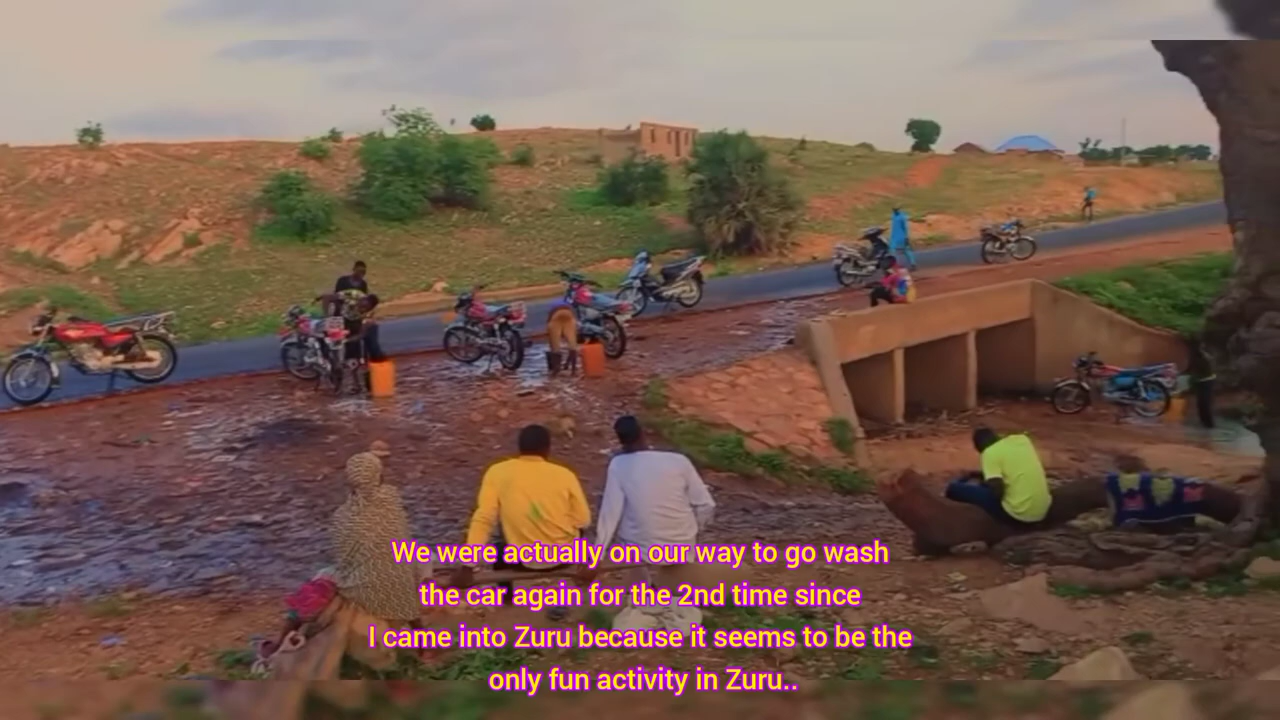 We were actually on our way to go wash
the car again for the 2nd time since
I came into Zuru because it seems to be the
only fun activity in Zuru..